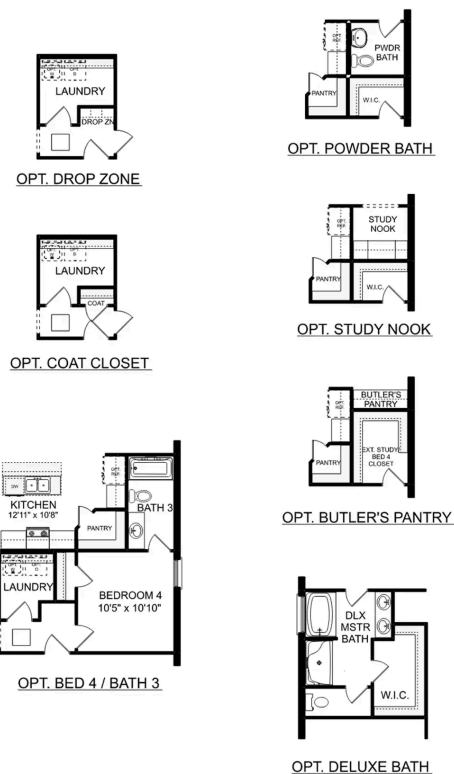 LAUNDRY
DROP ZN
OPT. DROP ZONE
PWDR
BATH
PANTRY
W.I.C.
OPT. POWDER BATH
LAUNDRY
COAT
OPT. COAT CLOSET
STUDY
NOOK
PANTRY
W.I.C.
OPT. STUDY NOOK
BUTLER'S
PANTRY
PANTRY
EXT. STUDY/
BED 4
CLOSET
OPT. BUTLER'S PANTRY
KITCHEN
12'11" x 10'8"
PANTRY
BATH 3
LAUNDRY
BEDROOM 4
10'5" x 10'10"
OPT. BED 4 / BATH 3
DLX
MSTR
BATH
W.I.C.
OPT. DELUXE BATH